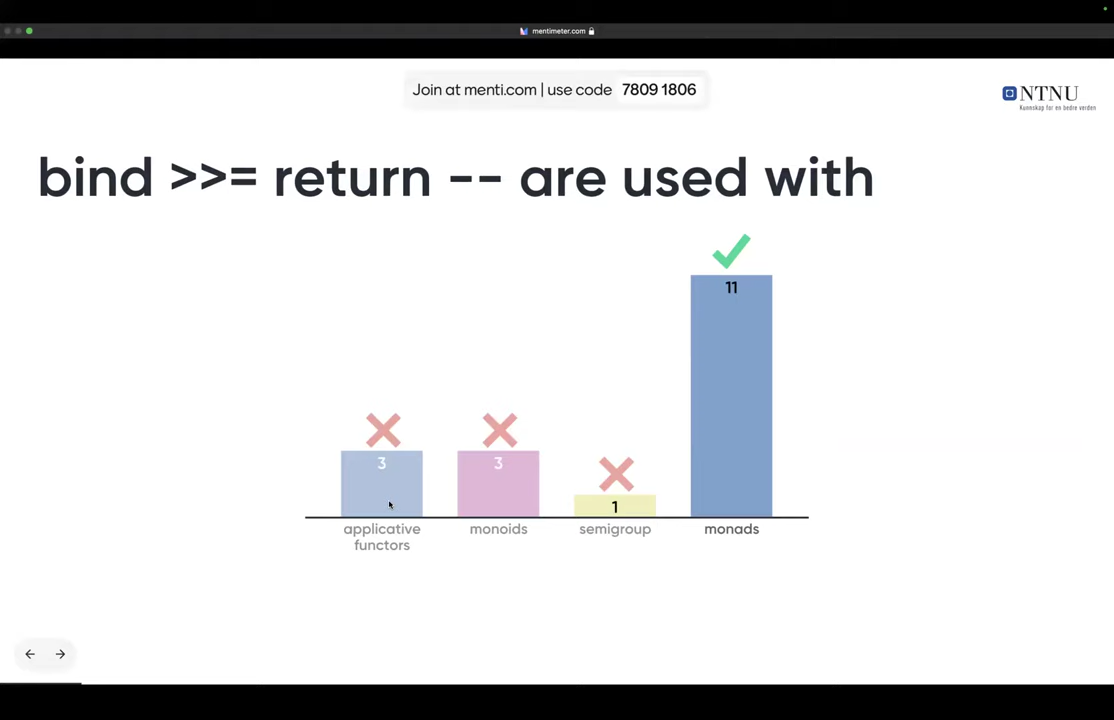 mentimeter.com
Join at menti.com | use code 7809 1806
NTNU
Kunnskap for en bedre verden
bind >>= return -- are used with
11
3
3
1
applicative
functors
monoids
semigroup
monads